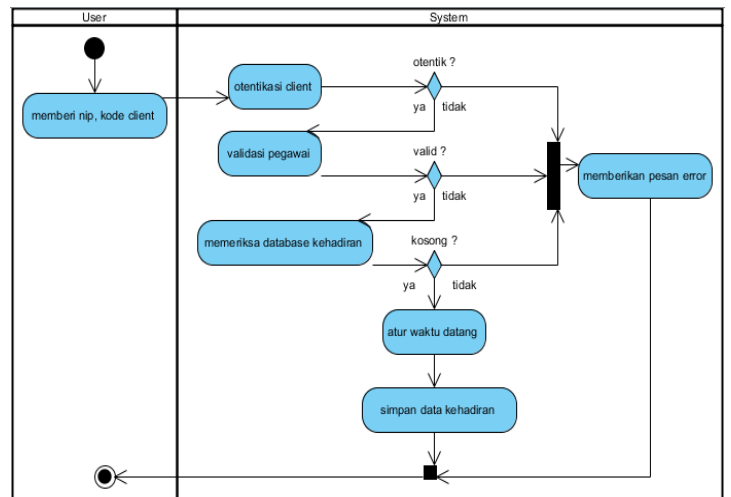 User
System
otentik ?
otentikasi client
memberi nip, kode client
ya
tidak
validasi pegawai
valid ?
memberikan pesan error
ya
tidak
memeriksa database kehadiran
kosong ?
ya
tidak
atur waktu datang
simpan data kehadiran